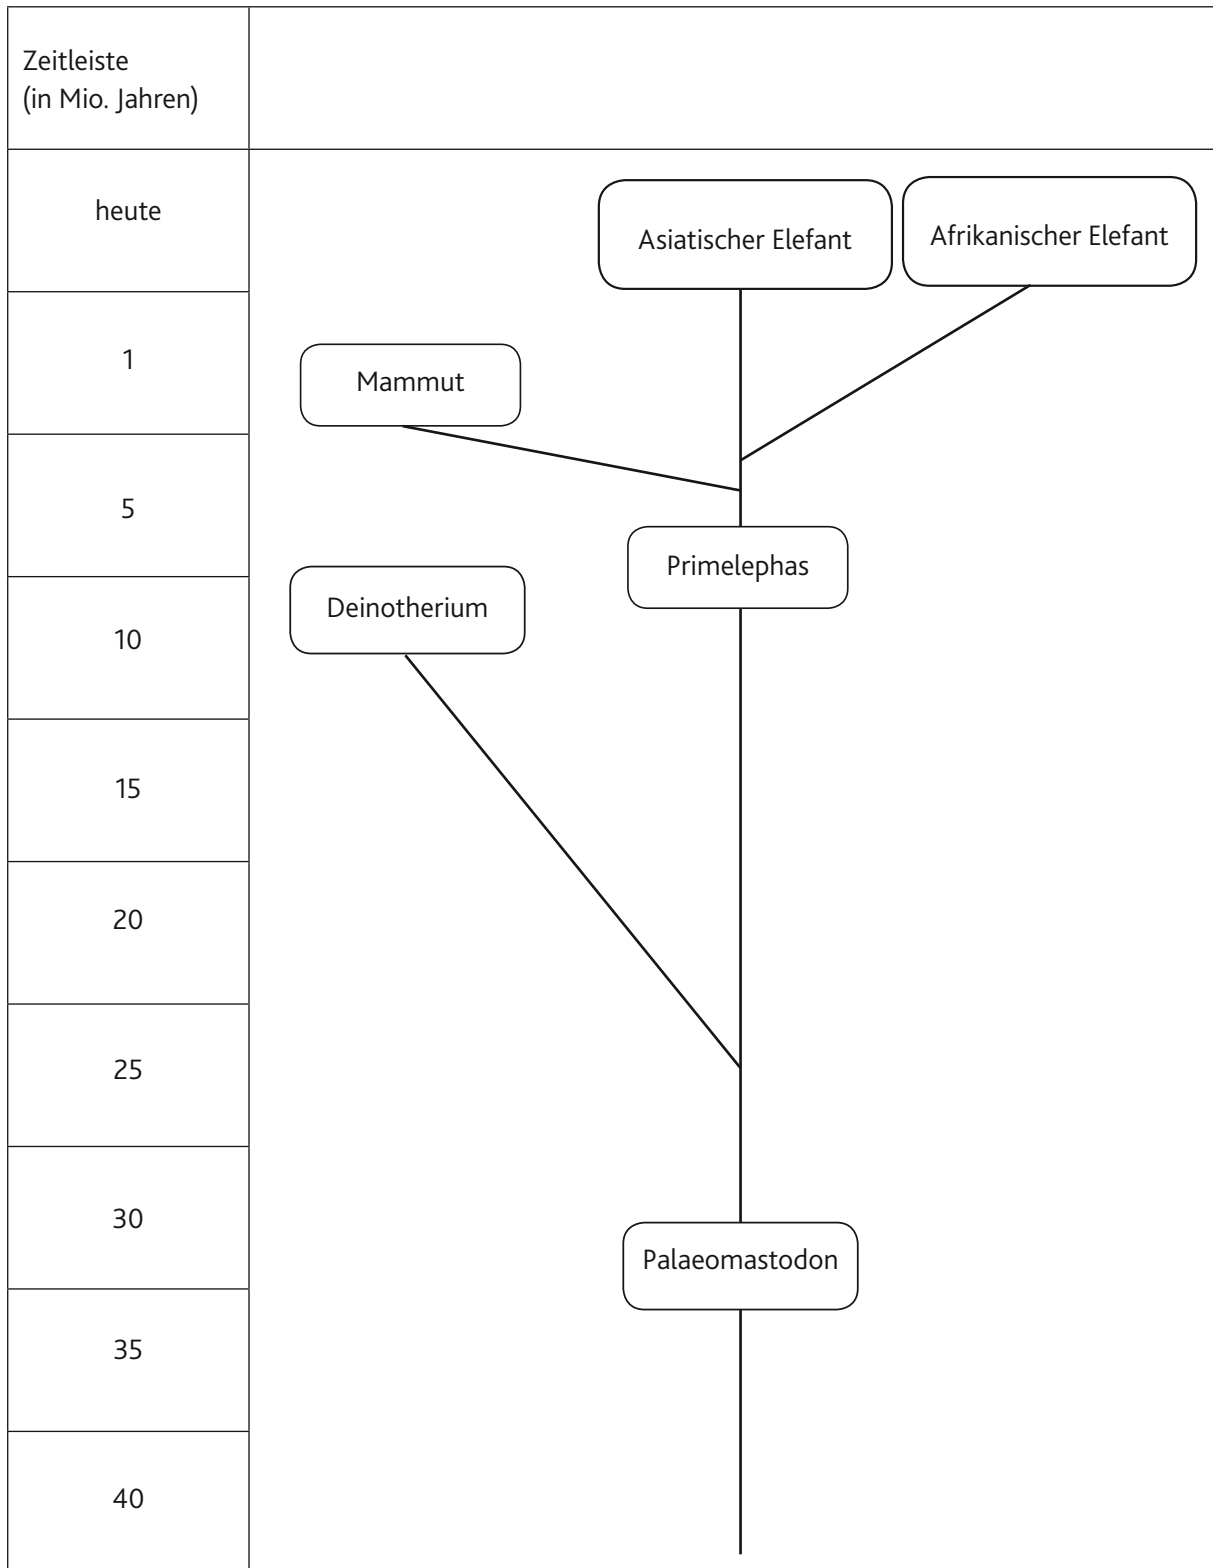 Zeitleiste
(in Mio. Jahren)
heute
Asiatischer Elefant
Afrikanischer Elefant
1
Mammut
5
Primelephas
Deinotherium
10
15
20
25
30
Palaeomastodon
35
40